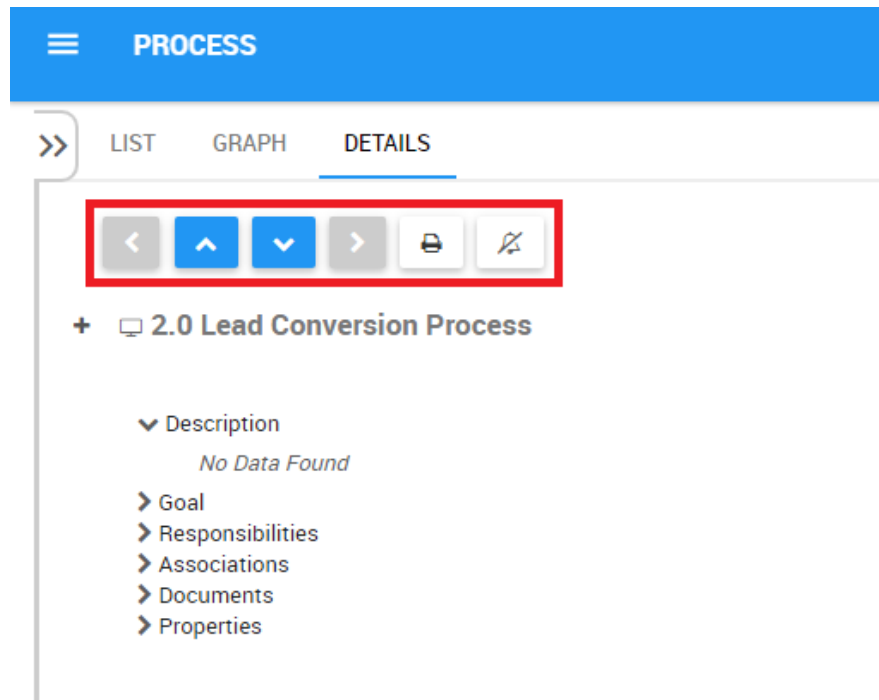 PROCESS
LIST GRAPH DETAILS
2.0 Lead Conversion Process
Description
No Data Found
Goal
Responsibilities
Associations
Documents
Properties